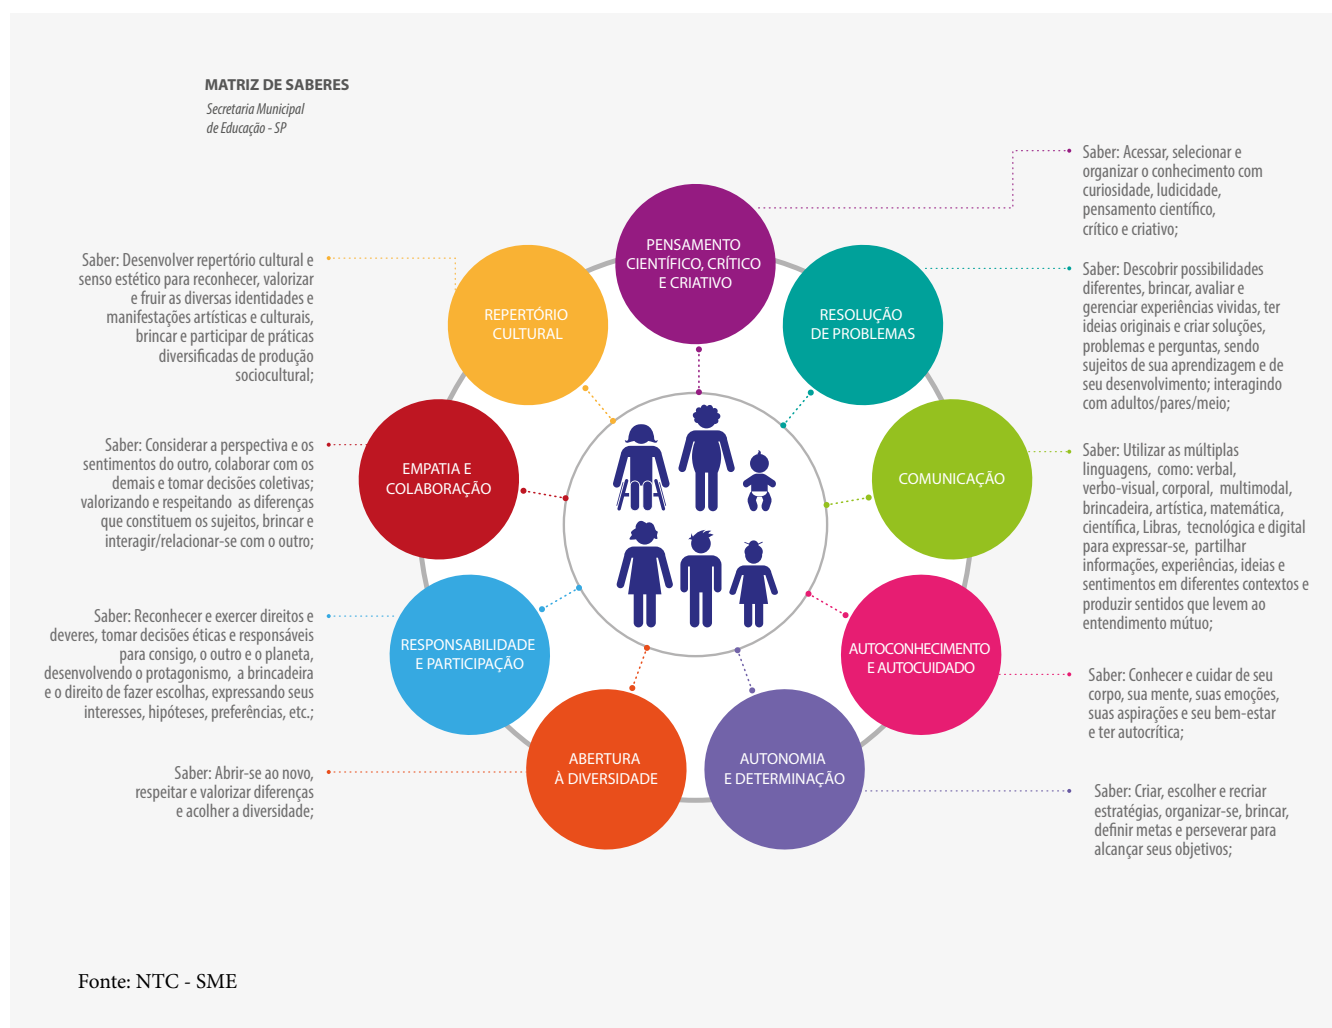 MATRIZ DE SABERES
Secretaria Municipal
de Educação - SP
PENSAMENTO
CIENTÍFICO, CRÍTICO
E CRIATIVO
Saber: Acessar, selecionar e
organizar o conhecimento com
curiosidade, ludicidade,
pensamento científico,
crítico e criativo;
RESOLUÇÃO
DE PROBLEMAS
Saber: Descobrir possibilidades
diferentes, brincar, avaliar e
gerenciar experiências vividas, ter
ideias originais e criar soluções,
problemas e perguntas, sendo
sujeitos de sua aprendizagem e de
seu desenvolvimento; interagindo
com adultos/pares/meio;
COMUNICAÇÃO
Saber: Utilizar as múltiplas
linguagens, como: verbal,
verbo-visual, corporal, multimodal,
brincadeira, artística, matemática,
científica, Libras, tecnológica e digital
para expressar-se, partilhar
informações, experiências, ideias e
sentimentos em diferentes contextos e
produzir sentidos que levem ao
entendimento mútuo;
AUTOCONHECIMENTO
E AUTOCUIDADO
Saber: Conhecer e cuidar de seu
corpo, sua mente, suas emoções,
suas aspirações e seu bem-estar
e ter autocrítica;
AUTONOMIA
E DETERMINAÇÃO
Saber: Criar, escolher e recriar
estratégias, organizar-se, brincar,
definir metas e perseverar para
alcançar seus objetivos;
ABERTURA
À DIVERSIDADE
Saber: Abrir-se ao novo,
respeitar e valorizar diferenças
e acolher a diversidade;
RESPONSABILIDADE
E PARTICIPAÇÃO
Saber: Reconhecer e exercer direitos e
deveres, tomar decisões éticas e responsáveis
para consigo, o outro e o planeta,
desenvolvendo o protagonismo, a brincadeira
e o direito de fazer escolhas, expressando seus
interesses, hipóteses, preferências, etc.;
EMPATIA E
COLABORAÇÃO
Saber: Considerar a perspectiva e os
sentimentos do outro, colaborar com os
demais e tomar decisões coletivas;
valorizando e respeitando as diferenças
que constituem os sujeitos, brincar e
interagir/relacionar-se com o outro;
REPERTÓRIO
CULTURAL
Saber: Desenvolver repertório cultural e
senso estético para reconhecer, valorizar
e fruir as diversas identidades e
manifestações artísticas e culturais,
brincar e participar de práticas
diversificadas de produção
sociocultural;
Fonte: NTC - SME